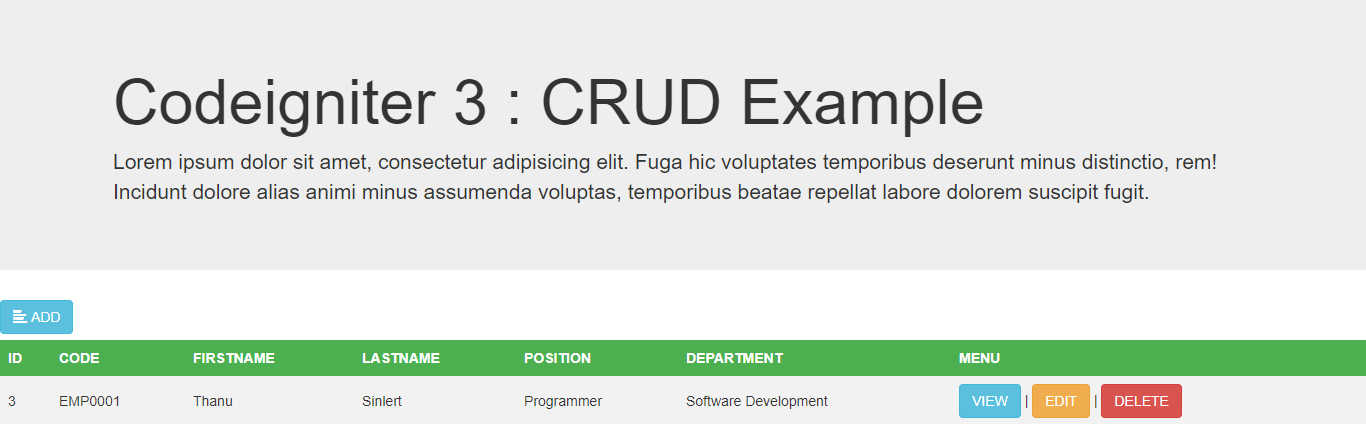 Codeigniter 3 : CRUD Example
Lorem ipsum dolor sit amet, consectetur adipisicing elit. Fuga hic voluptates temporibus deserunt minus distinctio, rem!
Incidunt dolore alias animi minus assumenda voluptas, temporibus beatae repellat labore dolorem suscipit fugit.
ADD
ID CODE FIRSTNAME LASTNAME POSITION DEPARTMENT MENU
3 EMP0001 Thanu Sinlert Programmer Software Development VIEW | EDIT | DELETE